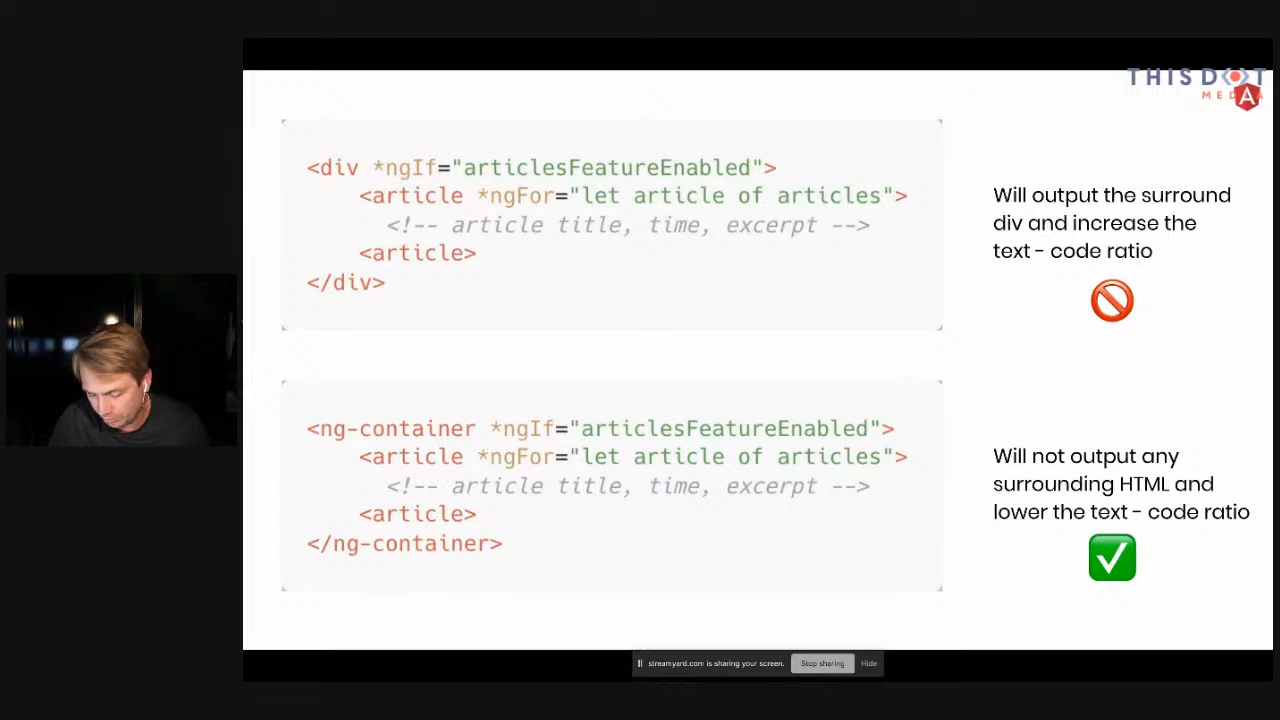 THIS DOT
MEDIA
<div *ngIf="articlesFeatureEnabled">
<article *ngFor="let article of articles">
<!-- article title, time, excerpt -->
<article>
</div>
Will output the surround
div and increase the
text - code ratio
<ng-container *ngIf="articlesFeatureEnabled">
<article *ngFor="let article of articles">
<!-- article title, time, excerpt -->
<article>
</ng-container>
Will not output any
surrounding HTML and
lower the text - code ratio
streamyard.com is sharing your screen.
Stop sharing
Hide